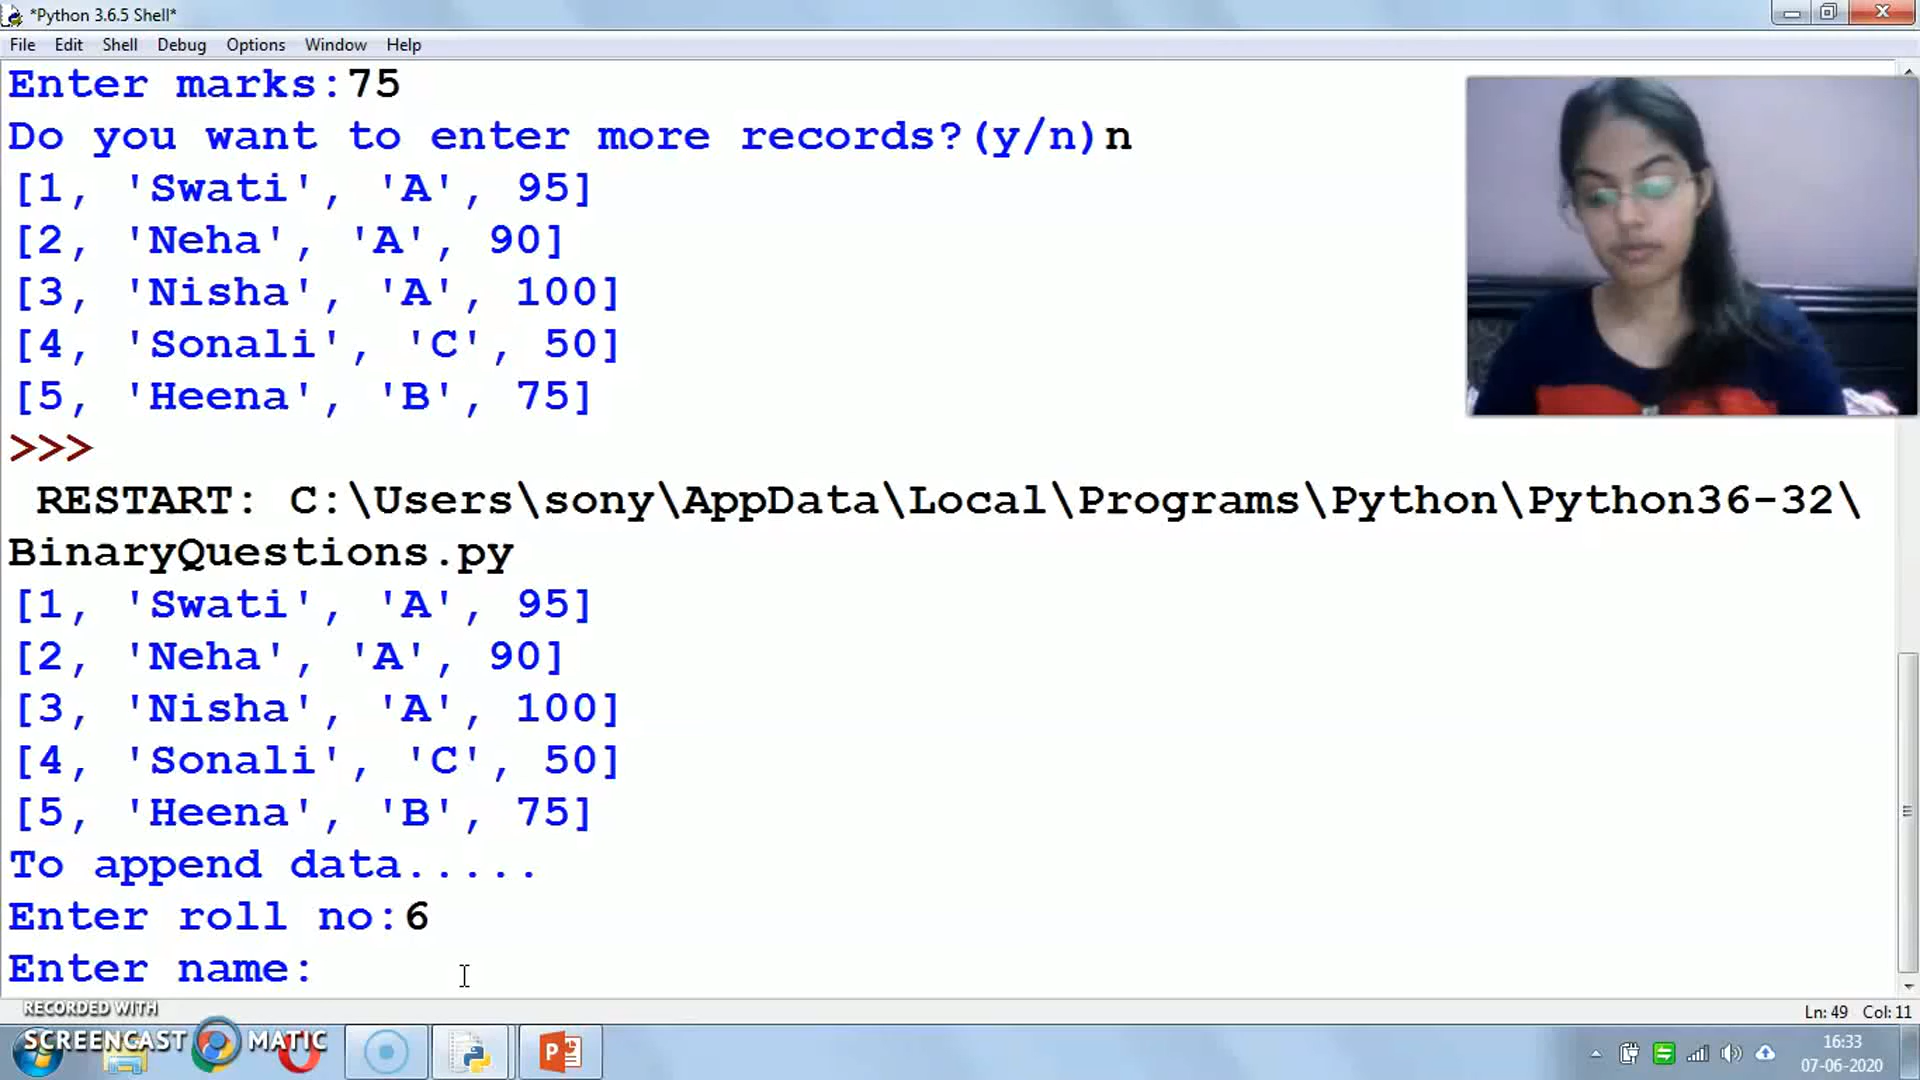 *Python 3.6.5 Shell*
File Edit Shell Debug Options Window Help
Enter marks:75
Do you want to enter more records?(y/n)n
[1, 'Swati', 'A', 95]
[2, 'Neha', 'A', 90]
[3, 'Nisha', 'A', 100]
[4, 'Sonali', 'C', 50]
[5, 'Heena', 'B', 75]
>>>
RESTART: C:\Users\sony\AppData\Local\Programs\Python\Python36-32\
BinaryQuestions.py
[1, 'Swati', 'A', 95]
[2, 'Neha', 'A', 90]
[3, 'Nisha', 'A', 100]
[4, 'Sonali', 'C', 50]
[5, 'Heena', 'B', 75]
To append data.....
Enter roll no:6
Enter name:
Ln: 49 Col: 11
RECORDED WITH
SCREENCAST MATIC
16:33
07-06-2020